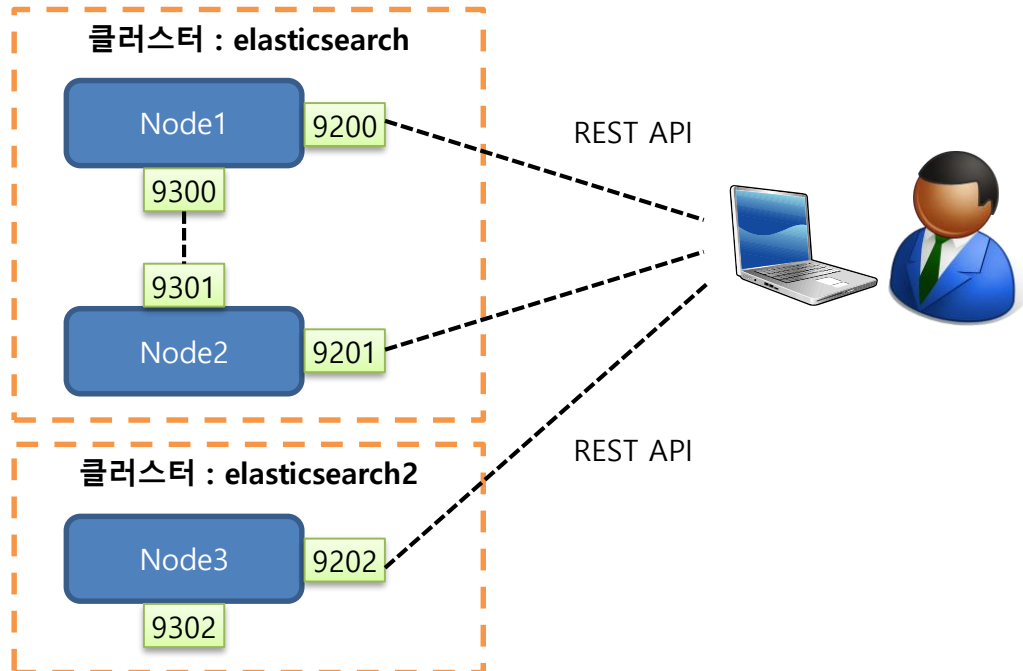 클러스터 : elasticsearch
Node1
9200
REST API
9300
9301
Node2
9201
REST API
클러스터 : elasticsearch2
Node3
9202
9302